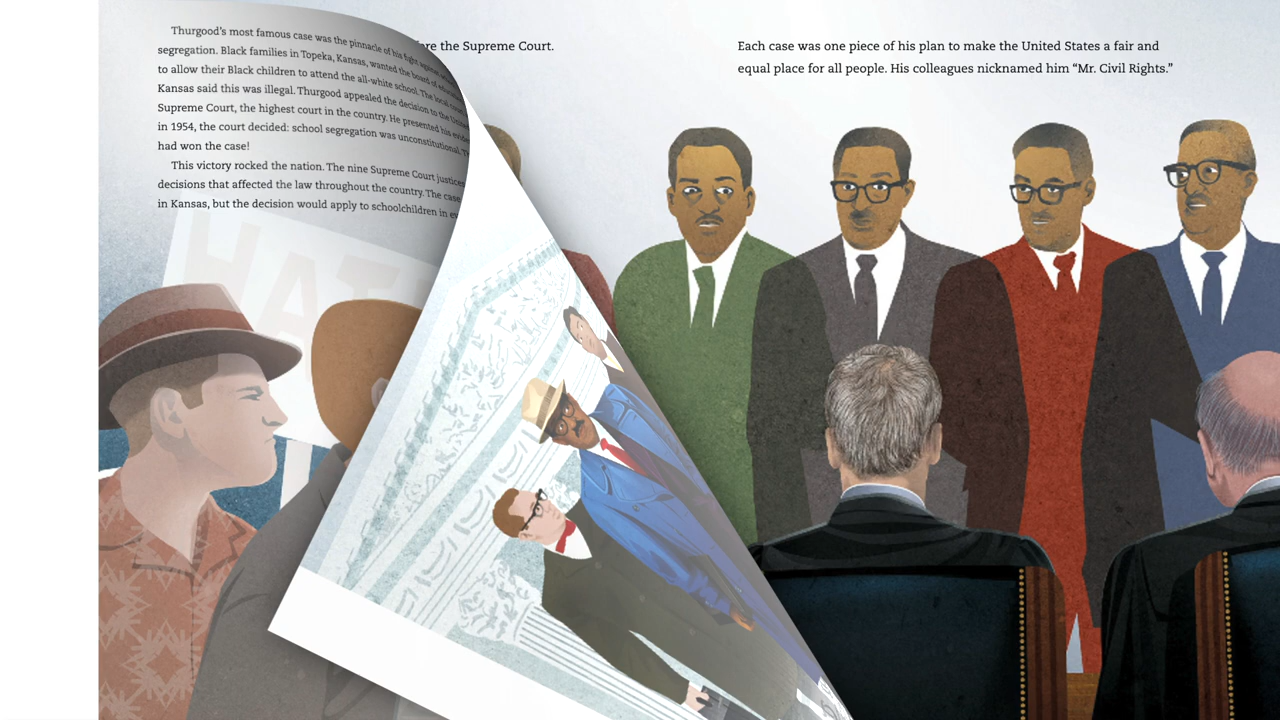 Thurgood’s most famous case was the pinnacle of his fight against
segregation. Black families in Topeka, Kansas, wanted the board of
to allow their Black children to attend the all-white school. The local
Kansas said this was illegal. Thurgood appealed the decision to the United
Supreme Court, the highest court in the country. He presented his
in 1954, the court decided: school segregation was unconstitutional.
had won the case!
This victory rocked the nation. The nine Supreme Court justices
decisions that affected the law throughout the country. The case
in Kansas, but the decision would apply to schoolchildren in
HAT
the Supreme Court.
Each case was one piece of his plan to make the United States a fair and
equal place for all people. His colleagues nicknamed him “Mr. Civil Rights.”